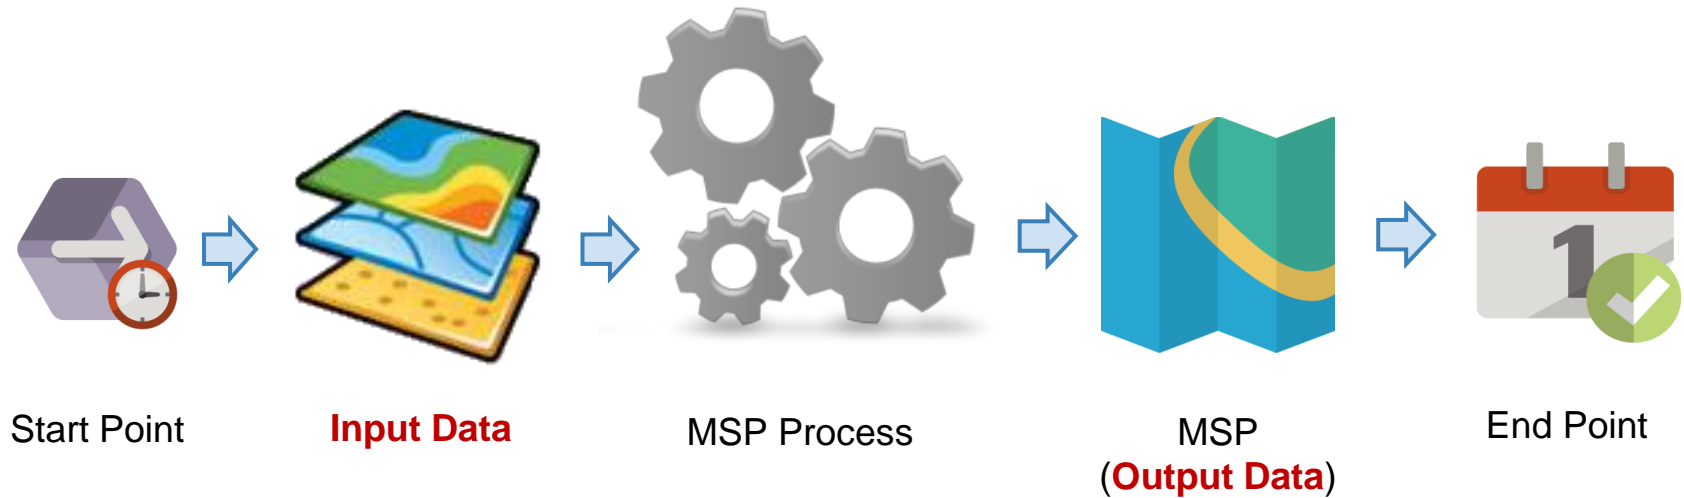 Start Point
Input Data
MSP Process
MSP
(Output Data)
End Point
1